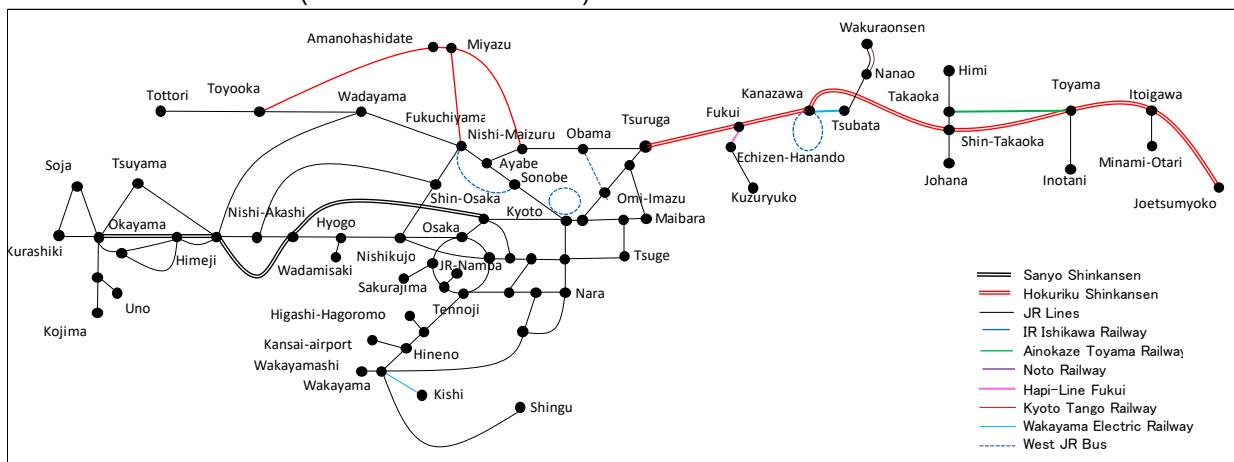 Wakuraonsen
Amanohashidate
Miyazu
Nanao
Himi
Toyooka
Kanazawa
Takaoka
Toyama
Itoigawa
Tottori
Wadayama
Fukuchiyama
Nishi-Maizuru
Obama
Tsuruga
Fukui
Tsubata
Shin-Takaoka
Echizen-Hanando
Minami-Otari
Ayabe
Soja
Tsuyama
Sonobe
Johana
Inotani
Shin-Osaka
Omi-Imazu
Kuzuryuko
Joetsumyoko
Okayama
Nishi-Akashi
Hyogo
Osaka
Kyoto
Maibara
Kurashiki
Himeji
Wadamisaki
Nishikujo
JR-Namba
Tsuge
Sakurajima
Uno
Nara
Kojima
Tennoji
Higashi-Hagoromo
Kansai-airport
Hineno
Wakayamashi
Wakayama
Kishi
Shingu
Sanyo Shinkansen
Hokuriku Shinkansen
JR Lines
IR Ishikawa Railway
Ainokaze Toyama Railway
Noto Railway
Hapi-Line Fukui
Kyoto Tango Railway
Wakayama Electric Railway
West JR Bus